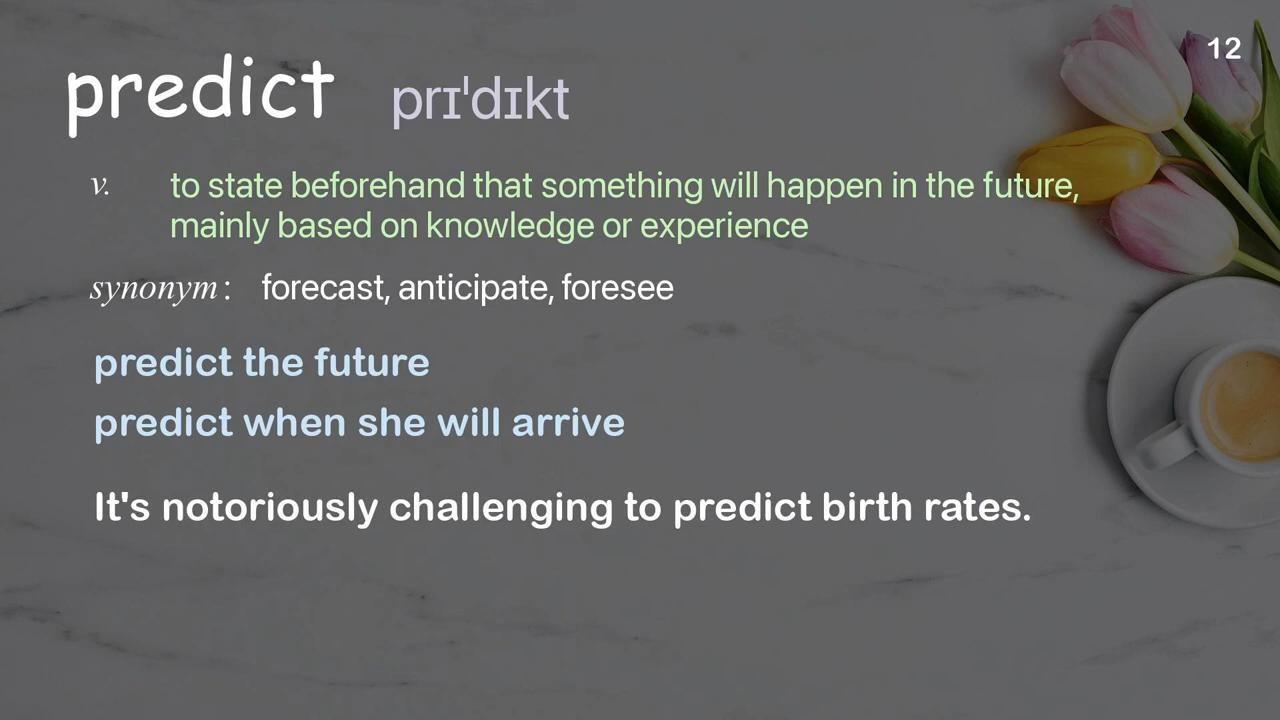 12
predict prɪˈdɪkt
v. to state beforehand that something will happen in the future,
mainly based on knowledge or experience
synonym: forecast, anticipate, foresee
predict the future
predict when she will arrive
It's notoriously challenging to predict birth rates.